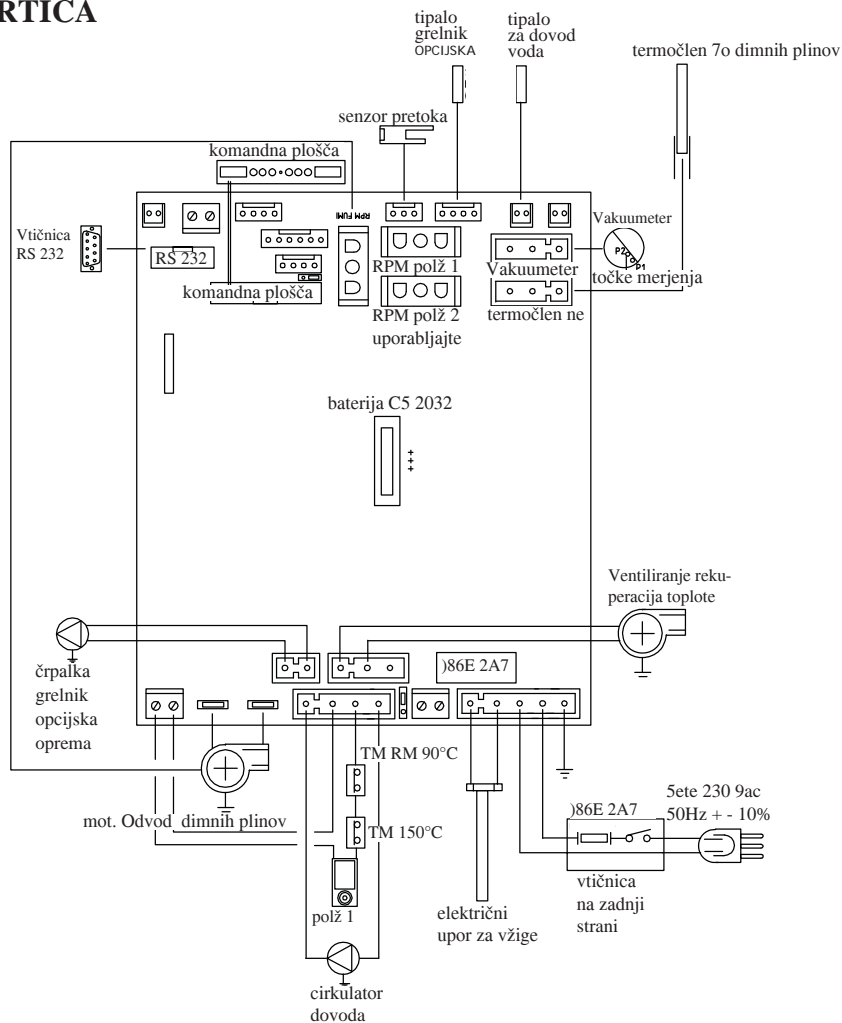 RTICA
tipalo
grelnik
OPCIJSKA
tipalo
za dovod
voda
termočlen 7o dimnih plinov
senzor pretoka
komandna plošča
RPM FUMI
Vtičnica
RS 232
RS 232
komandna plošča
RPM polž 1
RPM polž 2
uporabljajte
Vakuumeter
Vakuumeter
P2
P1
točke merjenja
termočlen ne
baterija C5 2032
+++
Ventiliranje reku-
peracija toplote
črpalka
grelnik
opcijska
oprema
)86E 2A7
TM RM 90°C
mot. Odvod dimnih plinov
TM 150°C
polž 1
cirkulator
dovoda
električni
upor za vžige
)86E 2A7
5ete 230 9ac
50Hz + - 10%
vtičnica
na zadnji
strani